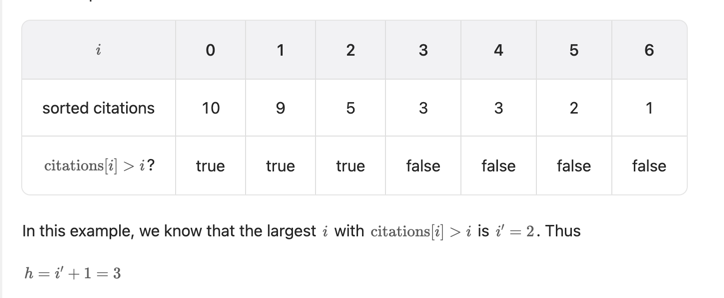 i 0 1 2 3 4 5 6
sorted citations 10 9 5 3 3 2 1
citations[i] > i? true true true false false false false
In this example, we know that the largest i with citations[i] > i is i′ = 2. Thus
h = i′ + 1 = 3